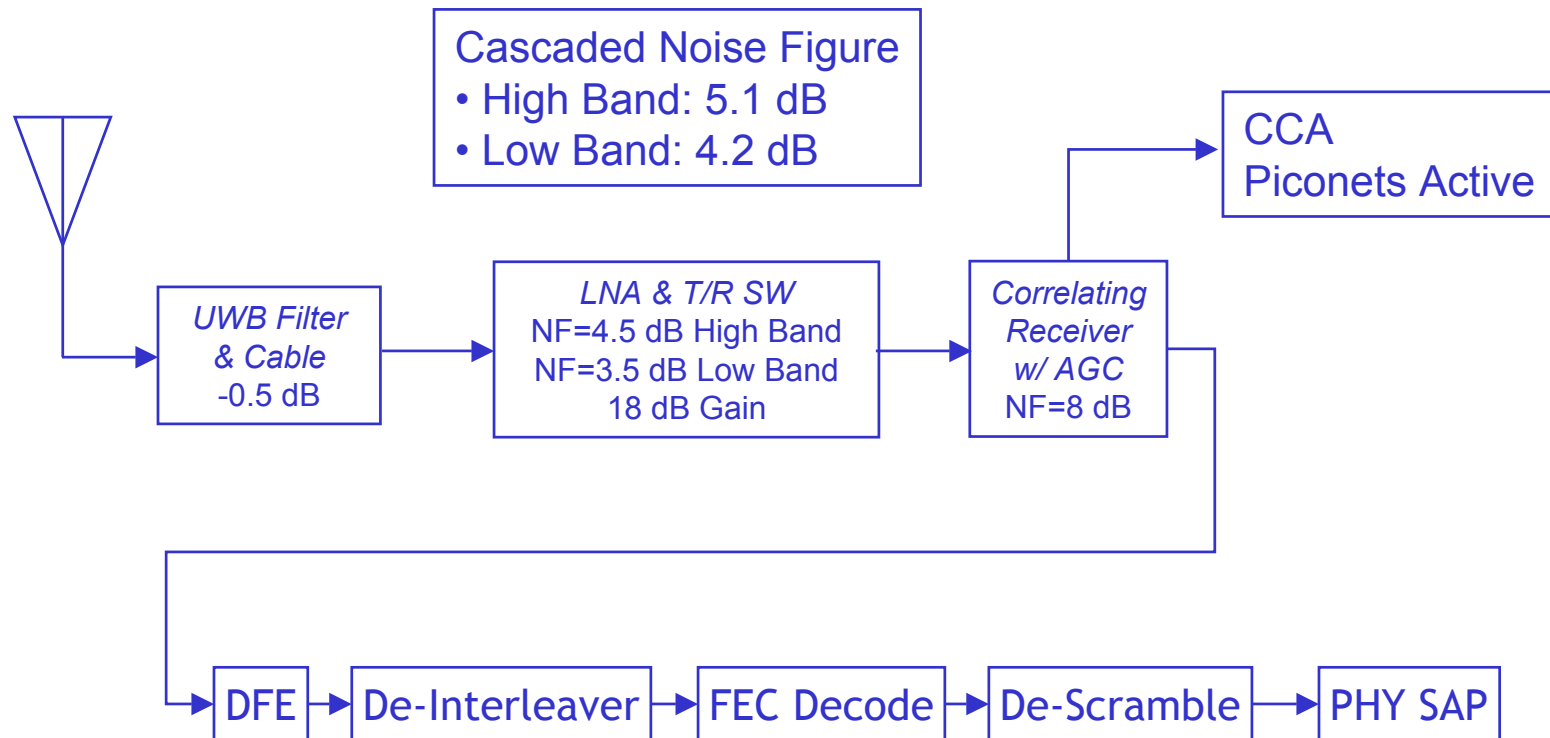 Cascaded Noise Figure
• High Band: 5.1 dB
• Low Band: 4.2 dB
CCA
Piconets Active
UWB Filter
& Cable
-0.5 dB
LNA & T/R SW
NF=4.5 dB High Band
NF=3.5 dB Low Band
18 dB Gain
Correlating
Receiver
w/ AGC
NF=8 dB
DFE
De-Interleaver
FEC Decode
De-Scramble
PHY SAP